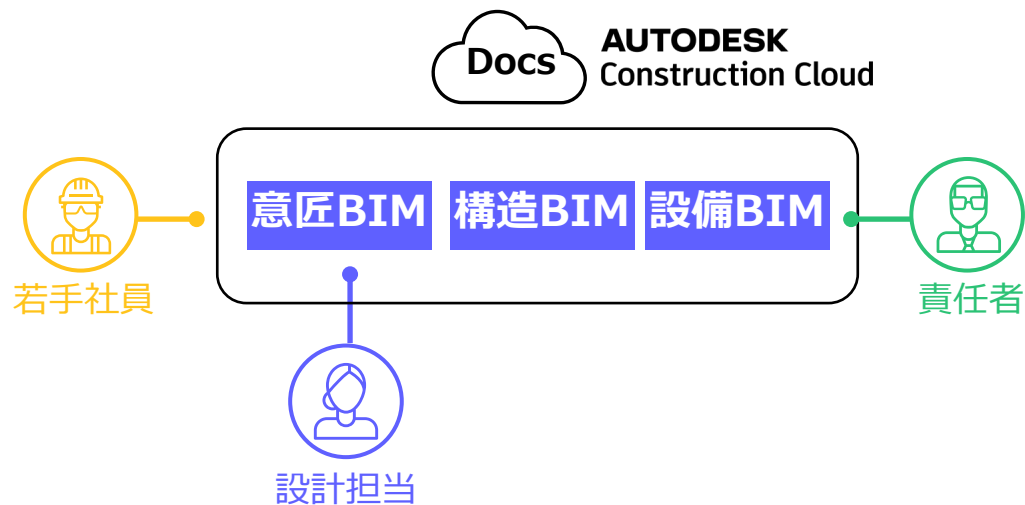 Docs
AUTODESK
Construction Cloud
意匠BIM
構造BIM
設備BIM
若手社員
責任者
設計担当